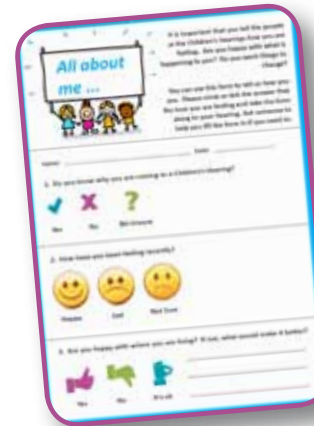 All about
me ...
It is important that you tell the people
at the Children's Hearing how you are
feeling. Are you happy with what is
happening to you? Do you want things to
change?
You can use this form to tell us how you
are. Please circle or tick the answer that
fits how you are feeling and take the form
along to your hearing. Ask someone to
help you fill the form in if you need to.
Name: Date:
1. Do you know why you are coming to a Children's Hearing?
Yes No Not sure
2. How have you been feeling recently?
Happy Sad Not Sure
3. Are you happy with where you are living? If not, what would make it better?
Yes No It's ok